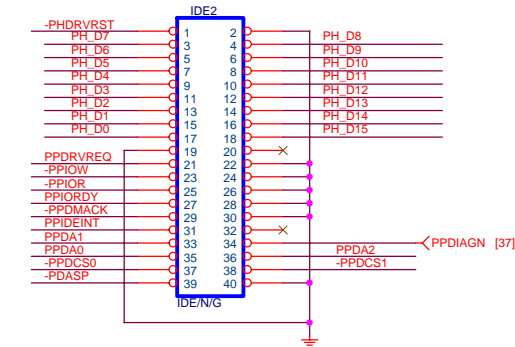 IDE2
-PHDRVRST 1 2
PH_D7 3 4 PH_D8
PH_D6 5 6 PH_D9
PH_D5 7 8 PH_D10
PH_D4 9 10 PH_D11
PH_D3 11 12 PH_D12
PH_D2 13 14 PH_D13
PH_D1 15 16 PH_D14
PH_D0 17 18 PH_D15
19 20
PPDRVREQ 21 22
-PPIOW 23 24
-PPIOR 25 26
PPIORDY 27 28
-PPDMACK 29 30
PPIDEINT 31 32
PPDA1 33 34 PPDIAGN [37]
PPDA0 35 36 PPDA2
-PPDCS0 37 38 -PPDCS1
-PDASP 39 40
IDE/N/G